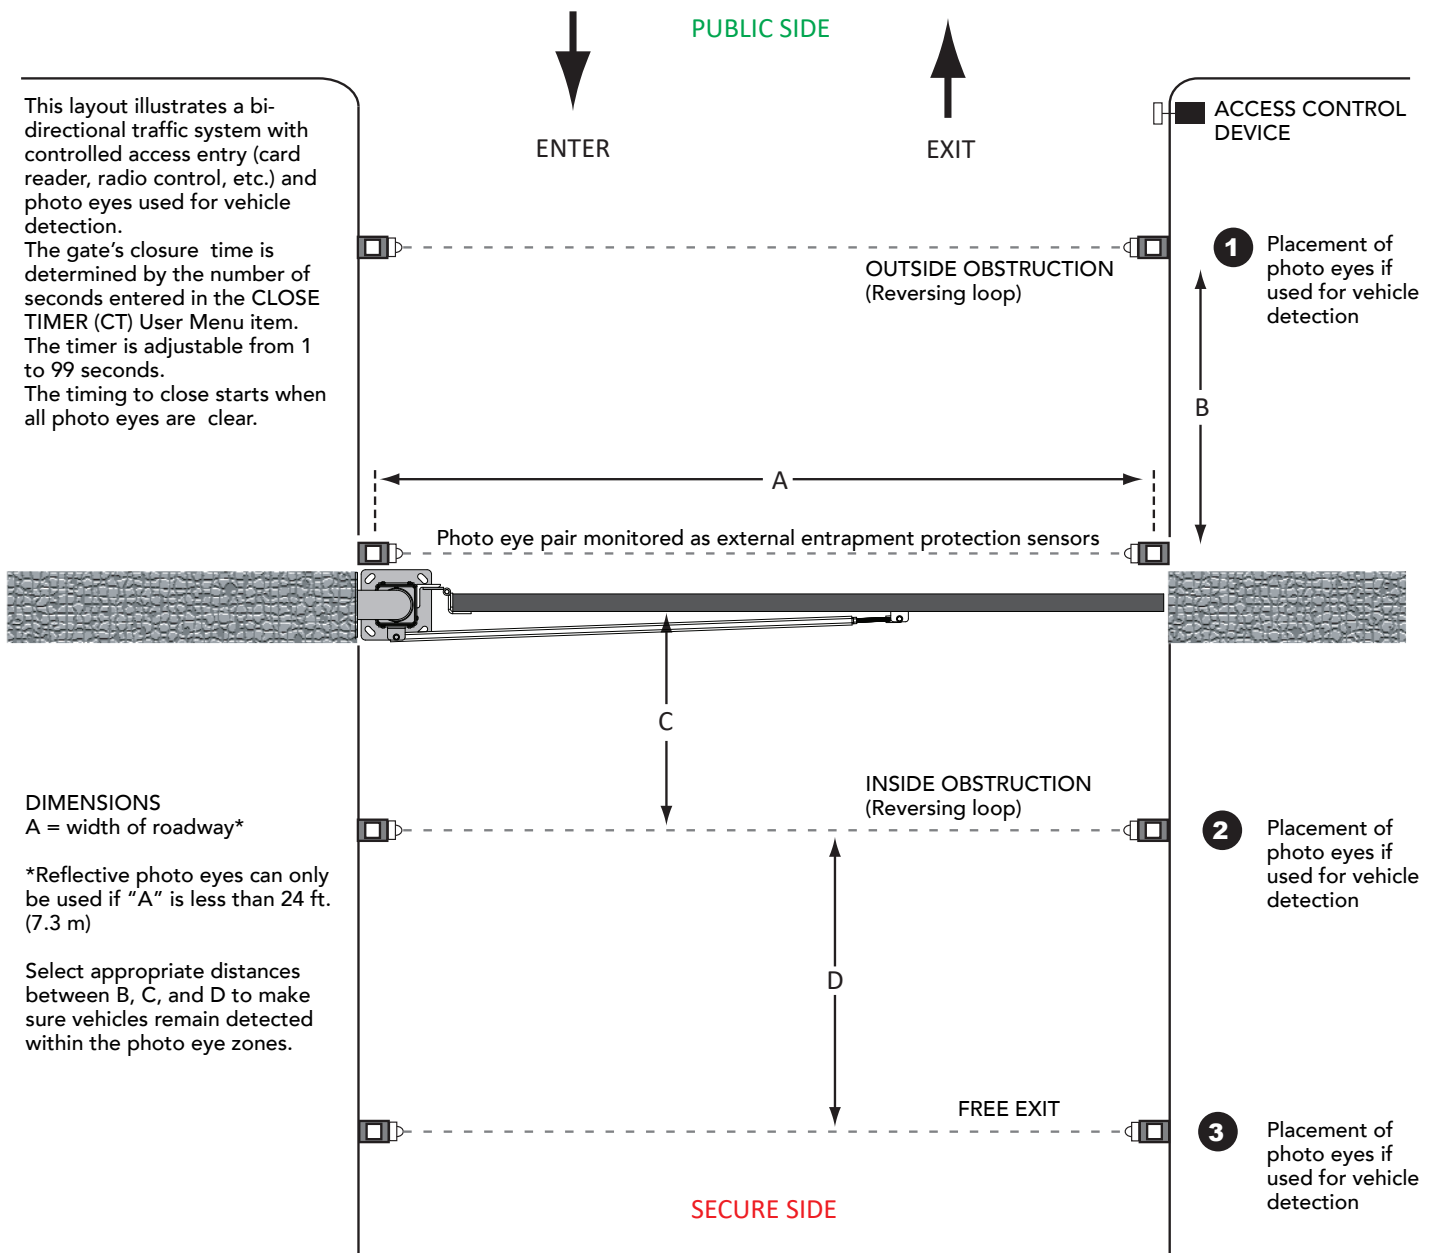 PUBLIC SIDE
ENTER
EXIT
This layout illustrates a bi-
directional traffic system with
controlled access entry (card
reader, radio control, etc.) and
photo eyes used for vehicle
detection.
The gate's closure time is
determined by the number of
seconds entered in the CLOSE
TIMER (CT) User Menu item.
The timer is adjustable from 1
to 99 seconds.
The timing to close starts when
all photo eyes are clear.
ACCESS CONTROL
DEVICE
OUTSIDE OBSTRUCTION
(Reversing loop)
1
Placement of
photo eyes if
used for vehicle
detection
B
A
Photo eye pair monitored as external entrapment protection sensors
C
DIMENSIONS
A = width of roadway*
*Reflective photo eyes can only
be used if “A” is less than 24 ft.
(7.3 m)
Select appropriate distances
between B, C, and D to make
sure vehicles remain detected
within the photo eye zones.
INSIDE OBSTRUCTION
(Reversing loop)
2
Placement of
photo eyes if
used for vehicle
detection
D
FREE EXIT
3
Placement of
photo eyes if
used for vehicle
detection
SECURE SIDE